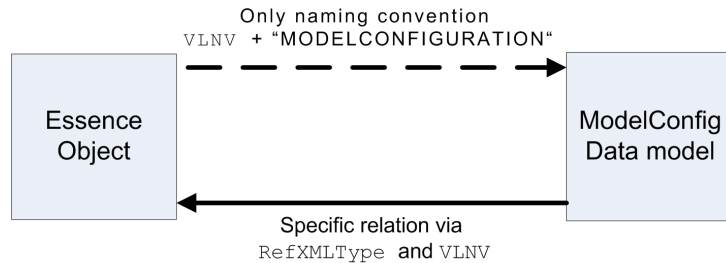 Only naming convention
VLNV + "MODELCONFIGURATION“
Essence
Object
ModelConfig
Data model
Specific relation via
RefXMLType and VLNV